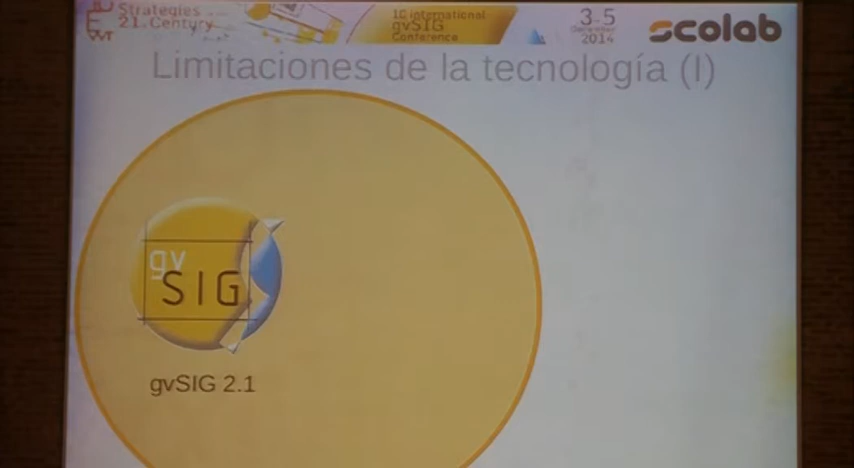 Strategies
21st Century
10 international
gvSIG
Conference
3-5
December
2014
scolab
Limitaciones de la tecnología (I)
gv
SIG
gvSIG 2.1